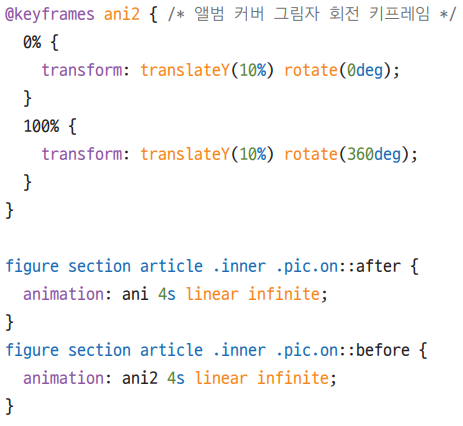 @keyframes ani2 { /* 앨범 커버 그림자 회전 키프레임 */
  0% {
    transform: translateY(10%) rotate(0deg);
  }
  100% {
    transform: translateY(10%) rotate(360deg);
  }
}

figure section article .inner .pic.on::after {
  animation: ani 4s linear infinite;
}
figure section article .inner .pic.on::before {
  animation: ani2 4s linear infinite;
}